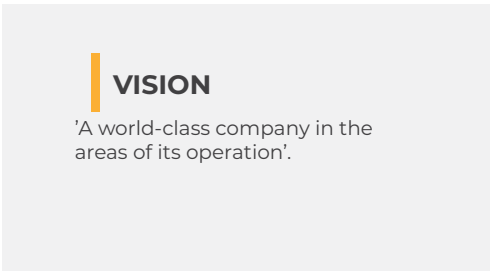 VISION
’A world-class company in the
areas of its operation’.